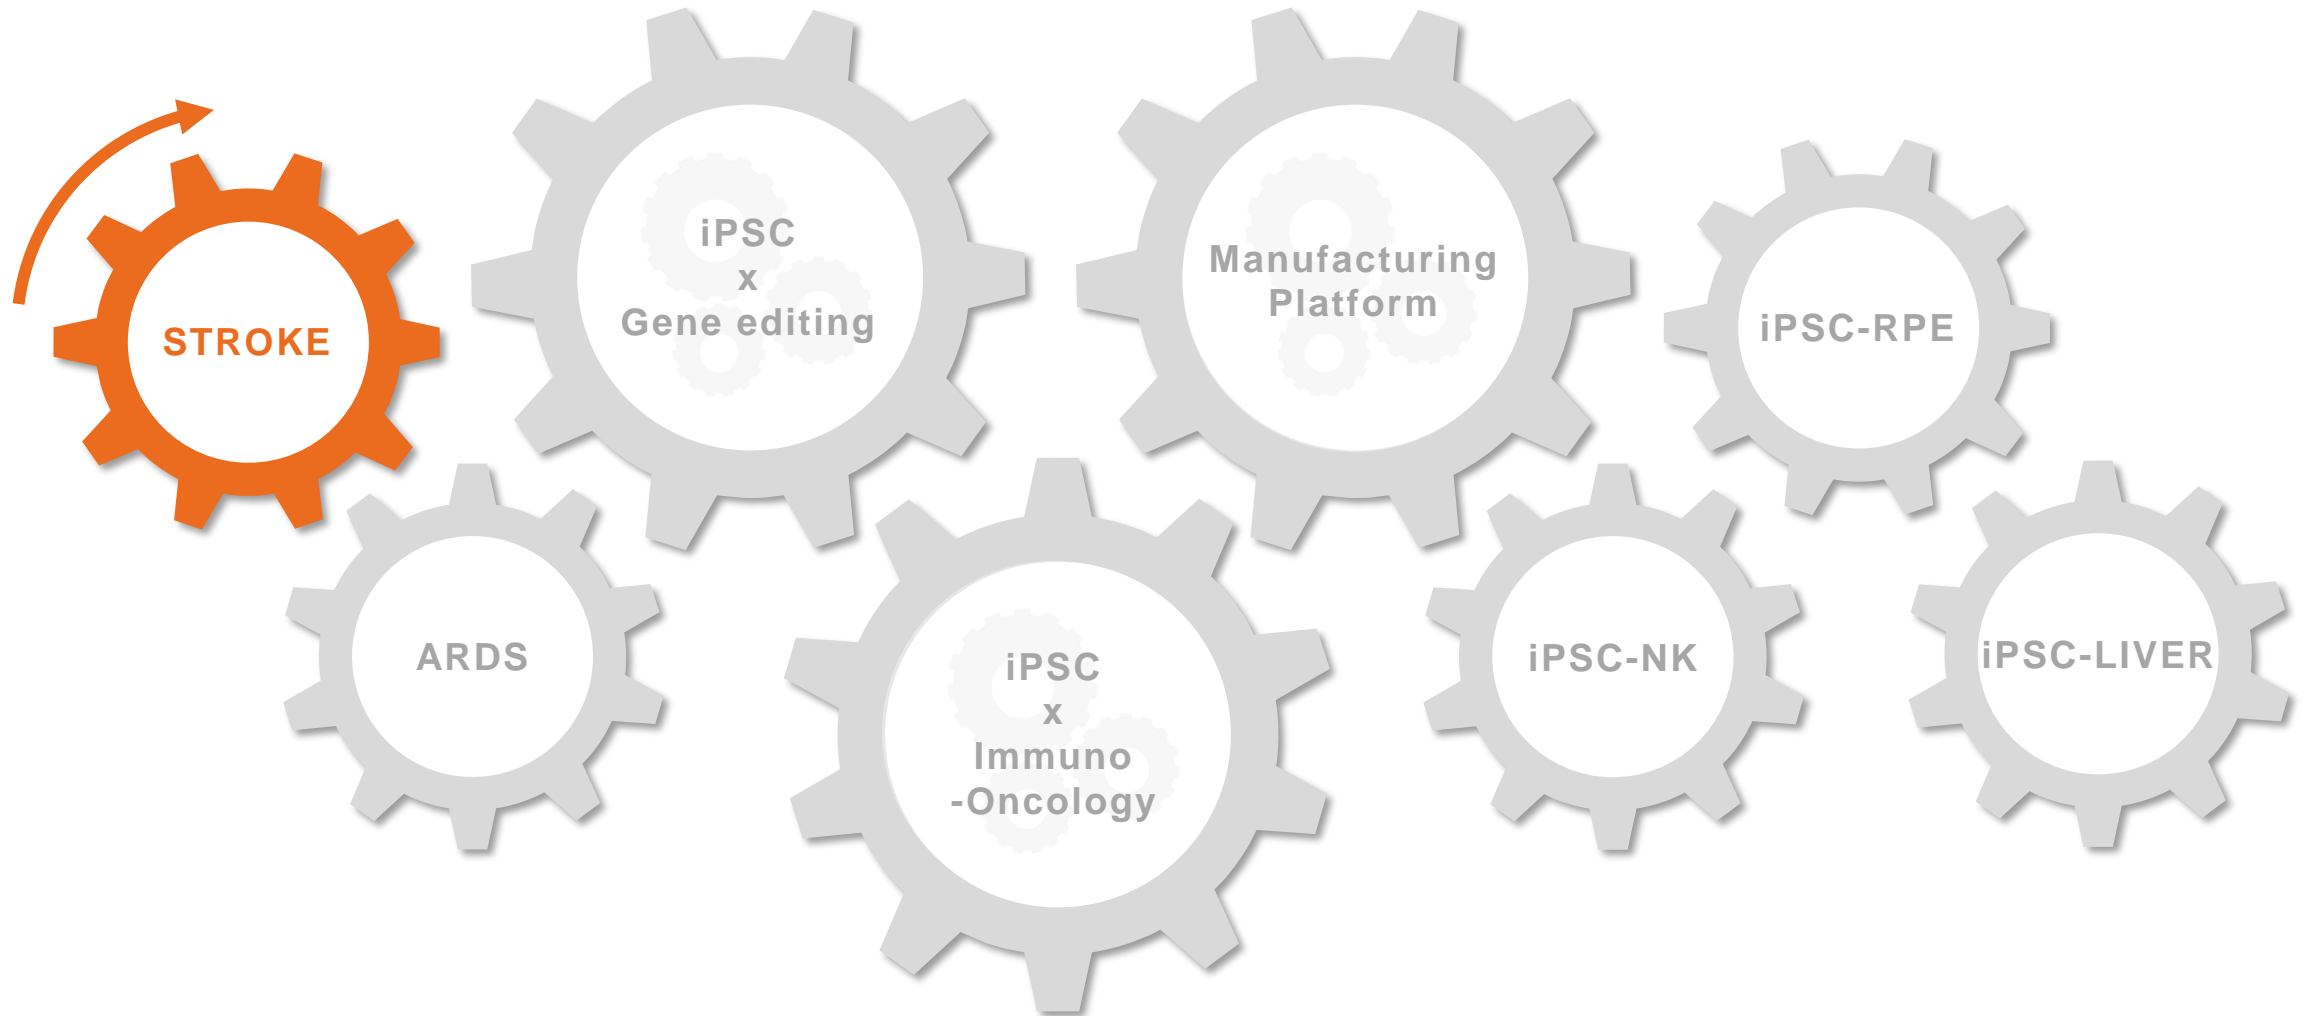 STROKE
iPSC
x
Gene editing
Manufacturing
Platform
iPSC-RPE
ARDS
iPSC
x
Immuno
-Oncology
iPSC-NK
iPSC-LIVER